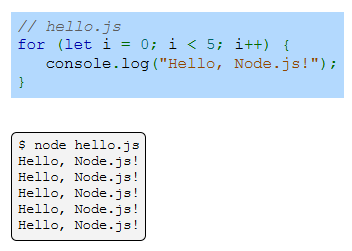 // hello.js
for (let i = 0; i < 5; i++) {
   console.log("Hello, Node.js!");
}
$ node hello.js
Hello, Node.js!
Hello, Node.js!
Hello, Node.js!
Hello, Node.js!
Hello, Node.js!